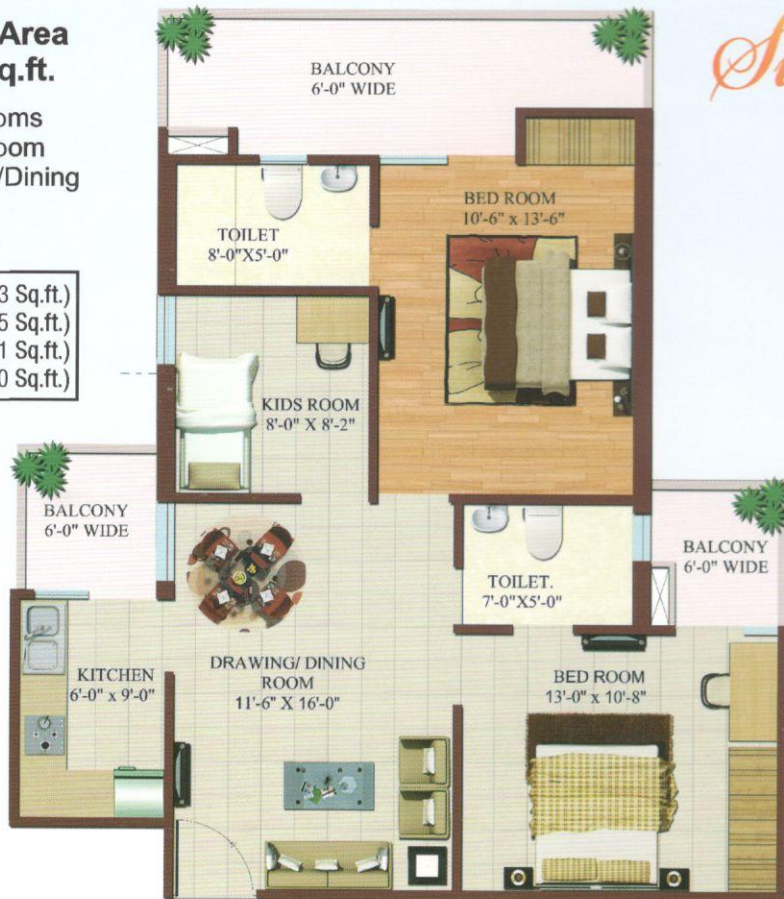 Area
q.ft.
oms
oom
/Dining
3 Sq.ft.)
5 Sq.ft.)
1 Sq.ft.)
0 Sq.ft.)
BALCONY
6'-0" WIDE
TOILET
8'-0"X5'-0"
BED ROOM
10'-6" x 13'-6"
KIDS ROOM
8'-0" X 8'-2"
BALCONY
6'-0" WIDE
TOILET.
7'-0"X5'-0"
BALCONY
6'-0" WIDE
KITCHEN
6'-0" x 9'-0"
DRAWING/ DINING
ROOM
11'-6" X 16'-0"
BED ROOM
13'-0" x 10'-8"